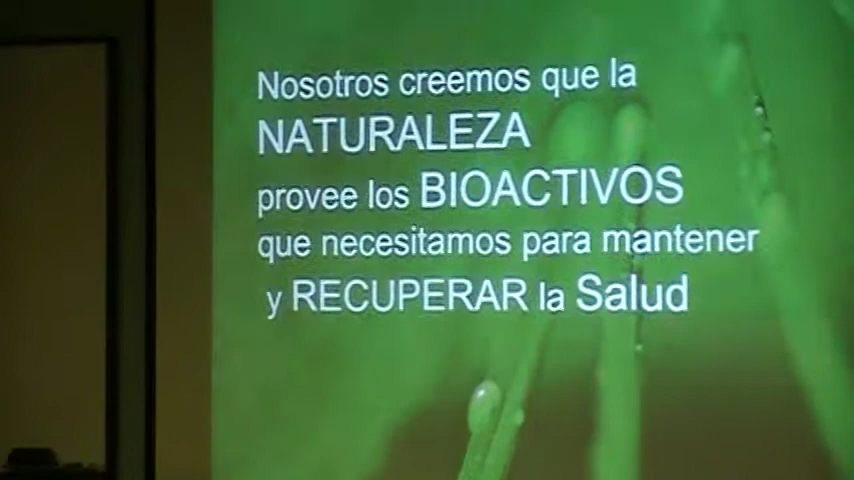 Nosotros creemos que la
NATURALEZA
provee los BIOACTIVOS
que necesitamos para mantener
y RECUPERAR la Salud